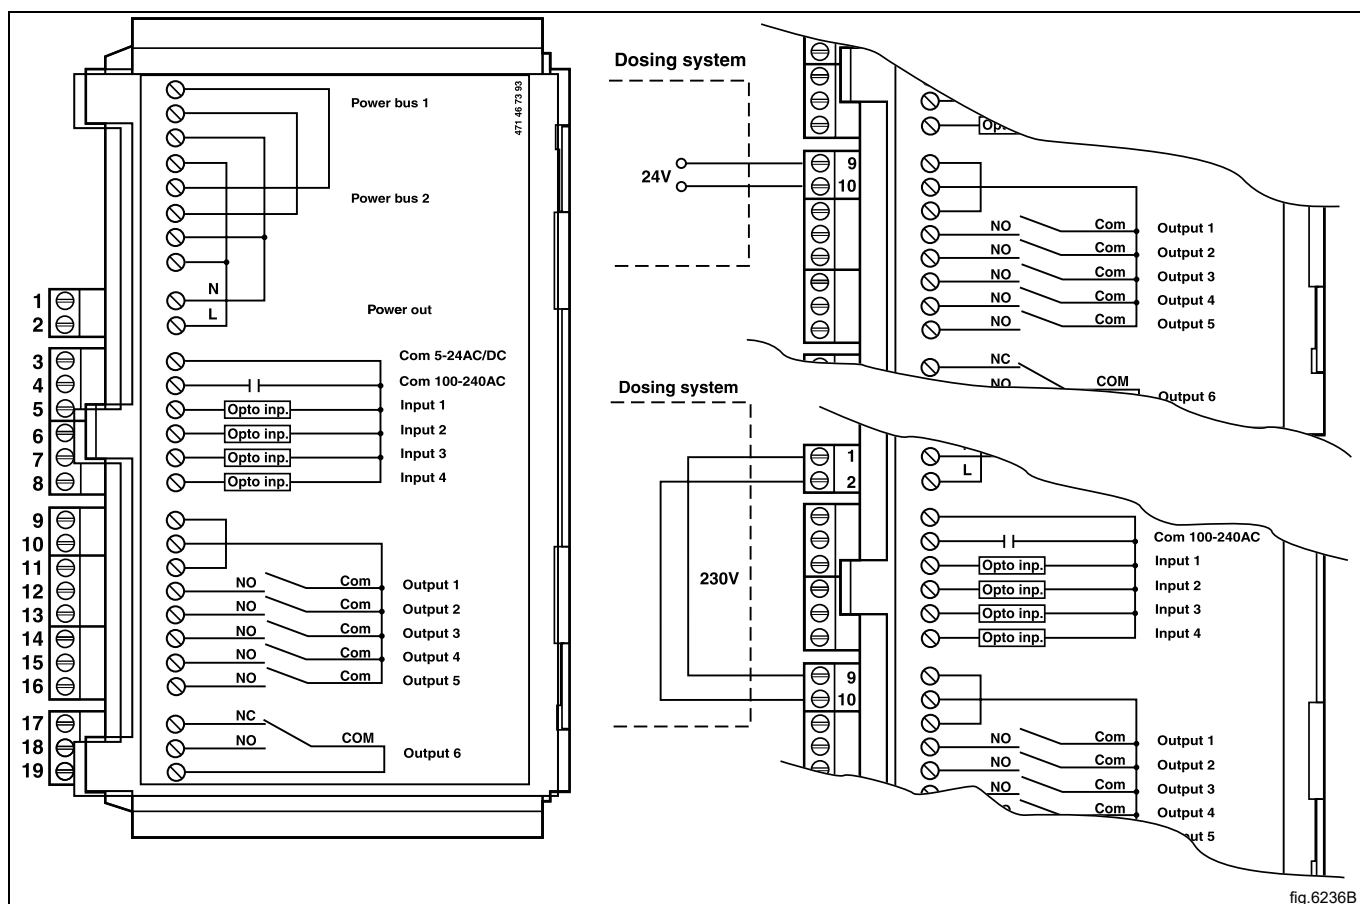 471 46 73 93
Power bus 1
Power bus 2
N
L
Power out
1
2
3
4
5
6
7
8
9
10
11
12
13
14
15
16
17
18
19
Com 5-24AC/DC
Com 100-240AC
Opto inp. Input 1
Opto inp. Input 2
Opto inp. Input 3
Opto inp. Input 4
NO Com Output 1
NO Com Output 2
NO Com Output 3
NO Com Output 4
NO Com Output 5
NC
NO COM Output 6
Dosing system
24V
9
10
NO Com Output 1
NO Com Output 2
NO Com Output 3
NO Com Output 4
NO Com Output 5
NC
NO COM Output 6
Dosing system
230V
1
2
L
Com 100-240AC
Opto inp. Input 1
Opto inp. Input 2
Opto inp. Input 3
Opto inp. Input 4
9
10
NO Com Output 1
NO Com Output 2
NO Com Output 3
Com Output 4
5
fig.6236B